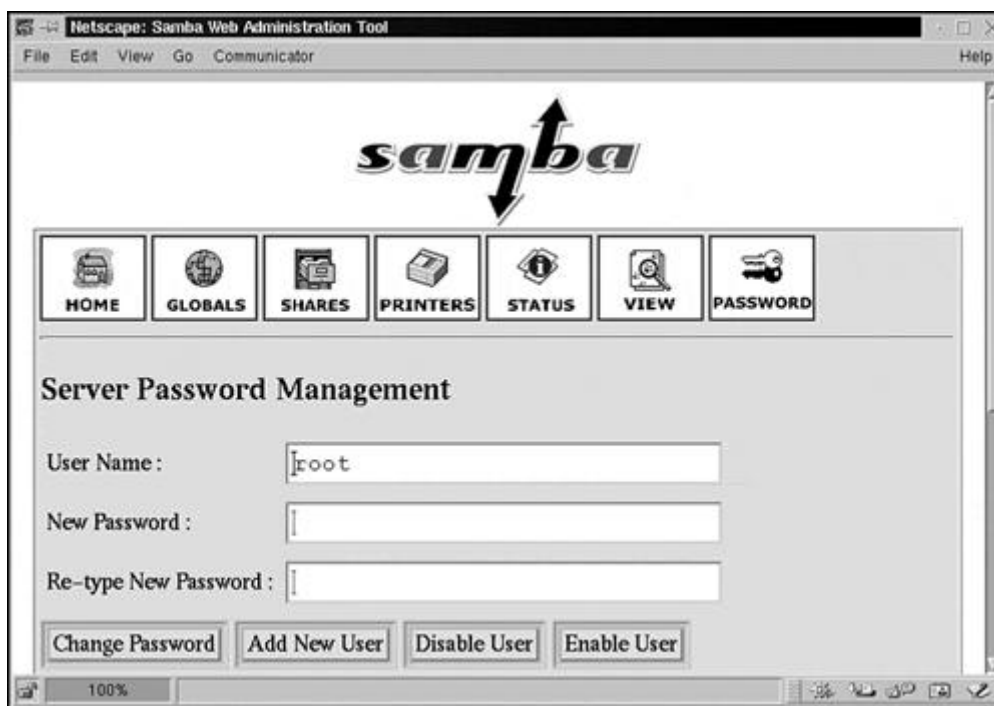 Netscape: Samba Web Administration Tool
File Edit View Go Communicator Help
samba
HOME GLOBALS SHARES PRINTERS STATUS VIEW PASSWORD
Server Password Management
User Name : root
New Password :
Re-type New Password :
Change Password Add New User Disable User Enable User
100%